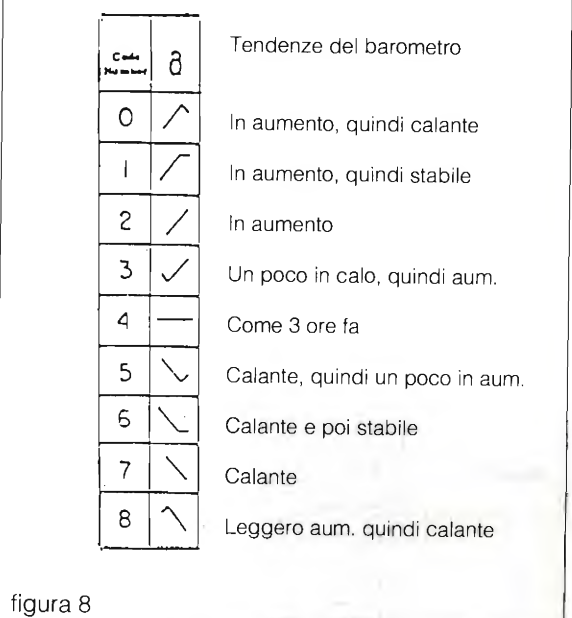 Tendenze del barometro
Code
Number a
0 In aumento, quindi calante
1 In aumento, quindi stabile
2 In aumento
3 Un poco in calo, quindi aum.
4 Come 3 ore fa
5 Calante, quindi un poco in aum.
6 Calante e poi stabile
7 Calante
8 Leggero aum. quindi calante
figura 8